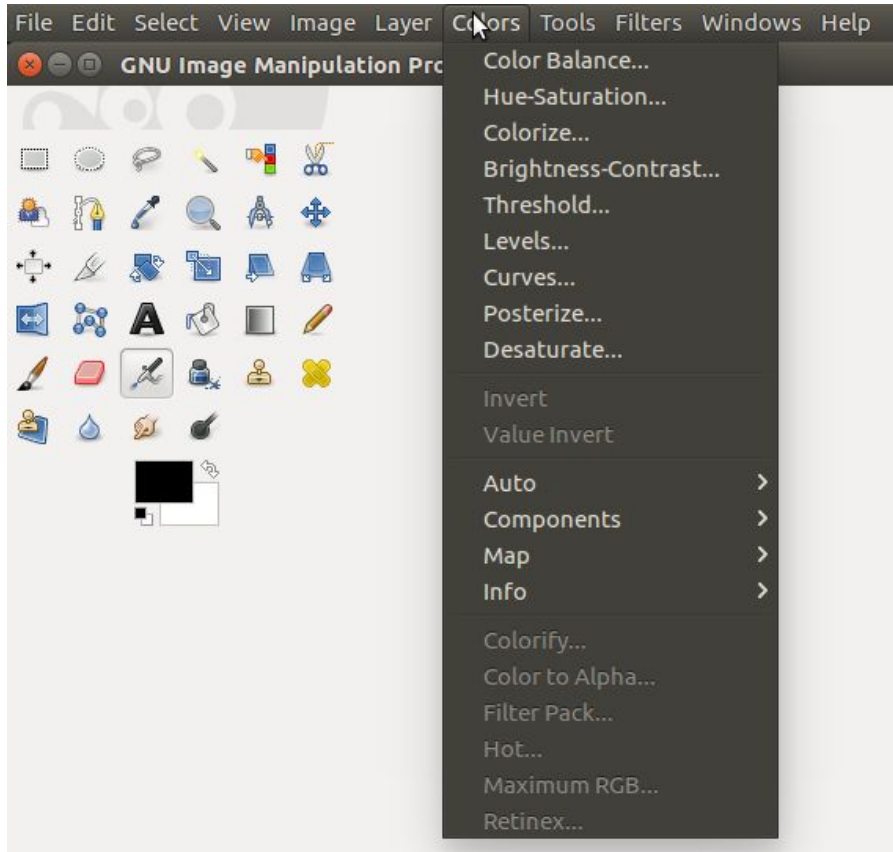 File Edit Select View Image Layer Colors Tools Filters Windows Help
GNU Image Manipulation Pro
Color Balance...
Hue-Saturation...
Colorize...
Brightness-Contrast...
Threshold...
Levels...
Curves...
Posterize...
Desaturate...
Invert
Value Invert
Auto
Components
Map
Info
Colorify...
Color to Alpha...
Filter Pack...
Hot...
Maximum RGB...
Retinex...